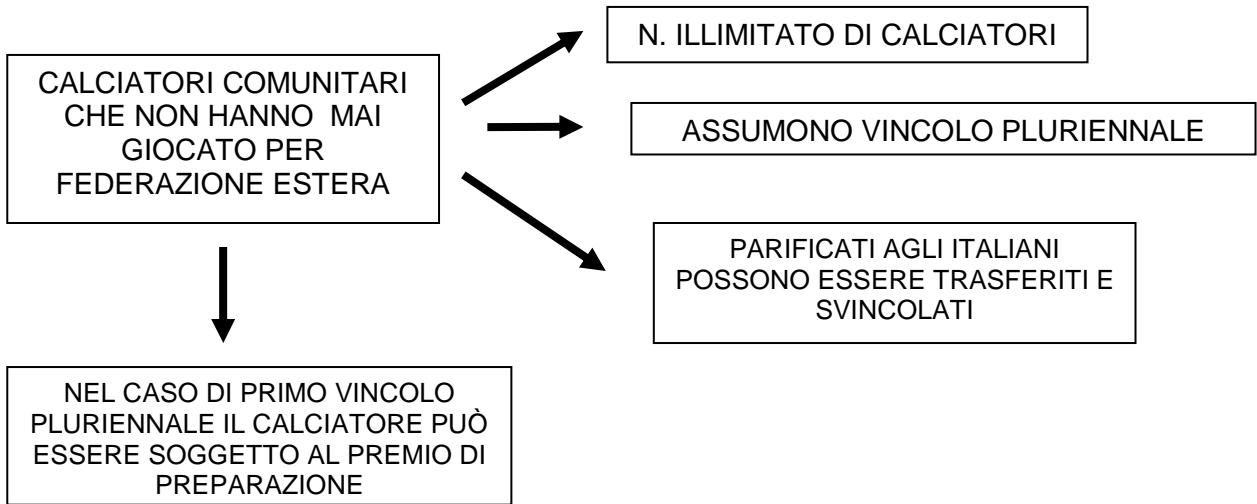 N. ILLIMITATO DI CALCIATORI
CALCIATORI COMUNITARI
CHE NON HANNO MAI
GIOCATO PER
FEDERAZIONE ESTERA
ASSUMONO VINCOLO PLURIENNALE
PARIFICATI AGLI ITALIANI
POSSONO ESSERE TRASFERITI E
SVINCOLATI
NEL CASO DI PRIMO VINCOLO
PLURIENNALE IL CALCIATORE PUÒ
ESSERE SOGGETTO AL PREMIO DI
PREPARAZIONE